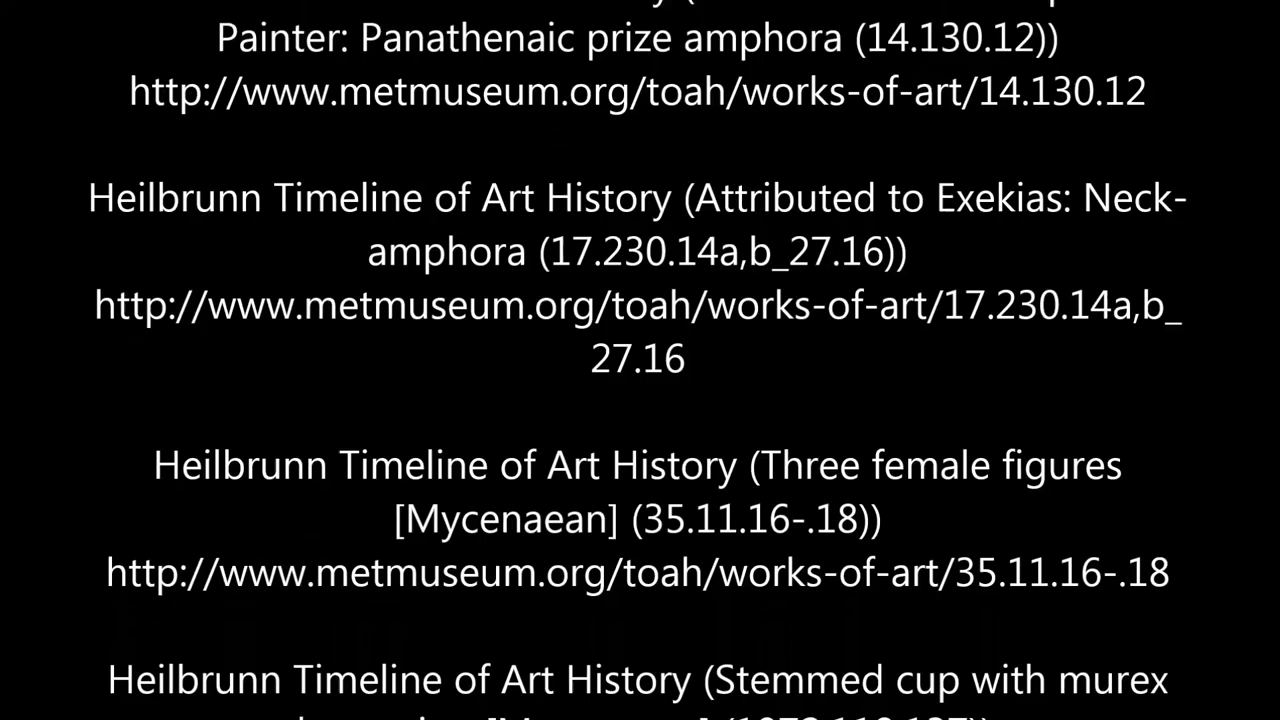 Painter: Panathenaic prize amphora (14.130.12))
http://www.metmuseum.org/toah/works-of-art/14.130.12
Heilbrunn Timeline of Art History (Attributed to Exekias: Neck-
amphora (17.230.14a,b_27.16))
http://www.metmuseum.org/toah/works-of-art/17.230.14a,b_
27.16
Heilbrunn Timeline of Art History (Three female figures
[Mycenaean] (35.11.16-.18))
http://www.metmuseum.org/toah/works-of-art/35.11.16-.18
Heilbrunn Timeline of Art History (Stemmed cup with murex